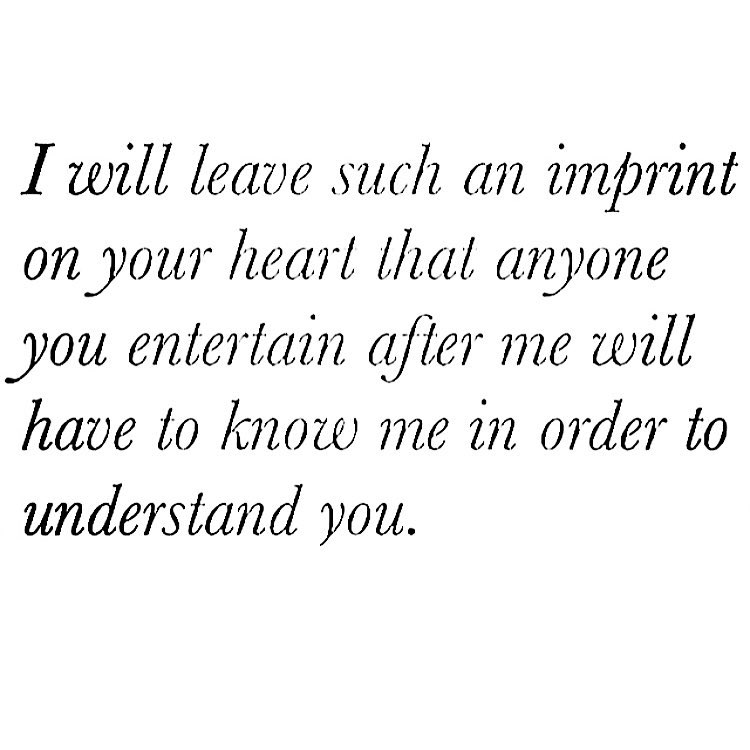 I will leave such an imprint
on your heart that anyone
you entertain after me will
have to know me in order to
understand you.